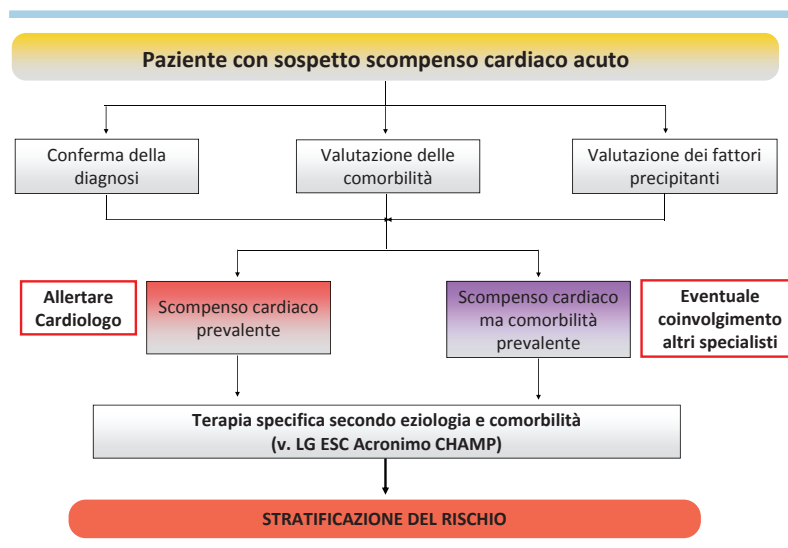 Paziente con sospetto scompenso cardiaco acuto
Conferma della
diagnosi
Valutazione delle
comorbilità
Valutazione dei fattori
precipitanti
Allertare
Cardiologo
Scompenso cardiaco
prevalente
Scompenso cardiaco
ma comorbilità
prevalente
Eventuale
coinvolgimento
altri specialisti
Terapia specifica secondo eziologia e comorbilità
(v. LG ESC Acronimo CHAMP)
STRATIFICAZIONE DEL RISCHIO